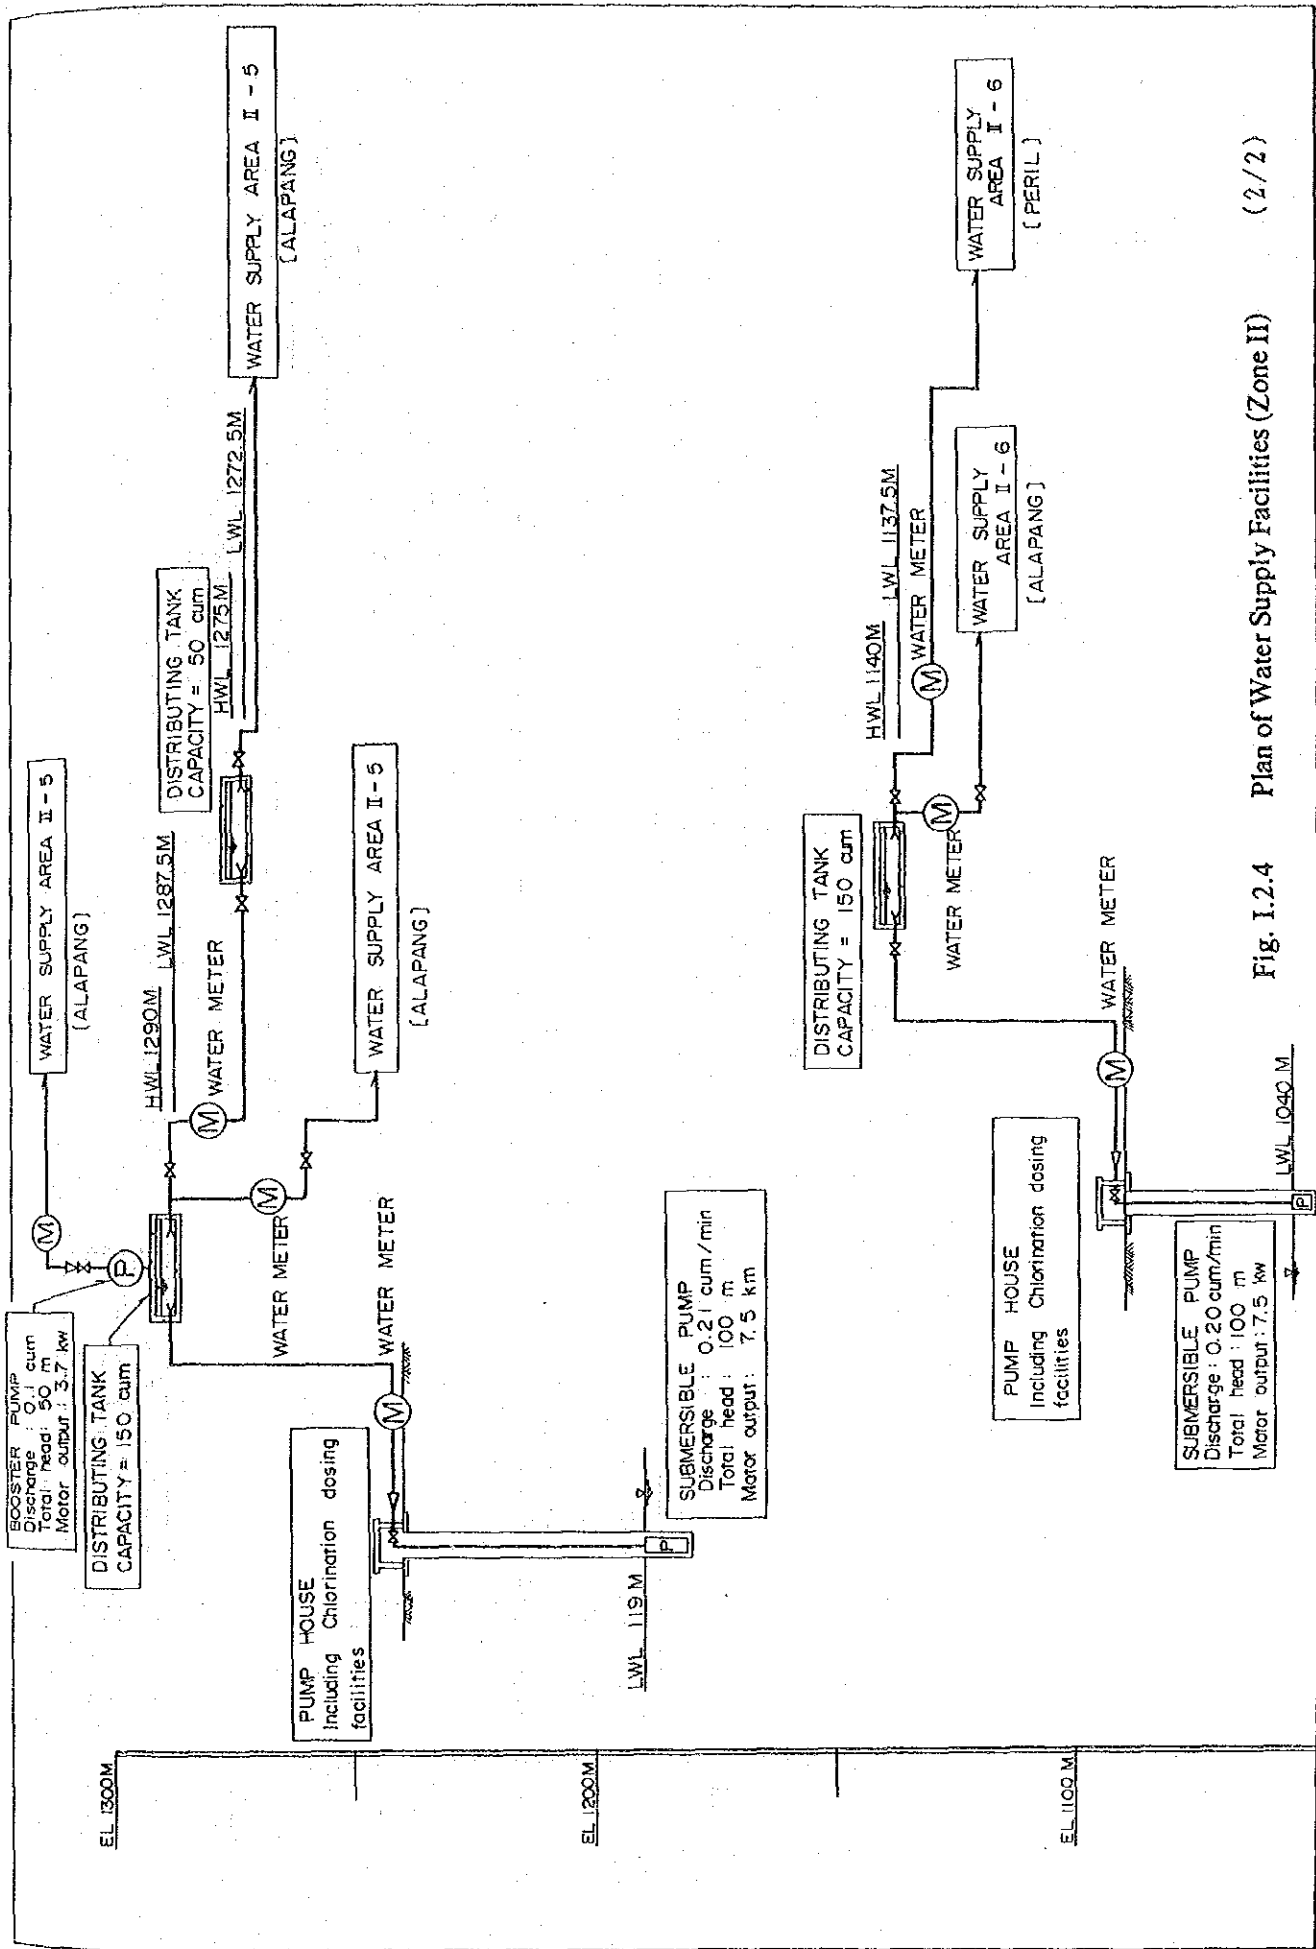 BOOSTER PUMP
Discharge : 0.1 cum
Total head: 50 m
Motor output : 3.7 kw
DISTRIBUTING TANK
CAPACITY = 150 cum
P
M
WATER SUPPLY AREA II - 5
[ALAPANG]
HWL 1290M
LWL 1287.5M
M
WATER METER
DISTRIBUTING TANK
CAPACITY = 50 cum
HWL 1275M
LWL 1272.5M
WATER SUPPLY AREA II - 5
[ALAPANG]
M
WATER METER
WATER SUPPLY AREA II-5
[ALAPANG]
WATER METER
M
PUMP HOUSE
Including Chlorination dosing
facilities
LWL 119 M
P
SUBMERSIBLE PUMP
Discharge : 0.21 cum/min
Total head : 100 m
Motor output: 7.5 km
EL 1300M
EL 1200M
EL 1100M
DISTRIBUTING TANK
CAPACITY = 150 cum
HWL 1140M
LWL 1137.5M
M
WATER METER
M
WATER METER
WATER SUPPLY
AREA II - 6
[ALAPANG]
WATER SUPPLY
AREA II - 6
[PERIL]
WATER METER
M
PUMP HOUSE
Including Chlorination dosing
facilities
P
LWL 1040 M
SUBMERSIBLE PUMP
Discharge : 0.20 cum/min
Total head : 100 m
Motor output : 7.5 kw
Fig. I.2.4 Plan of Water Supply Facilities (Zone II) (2/2)